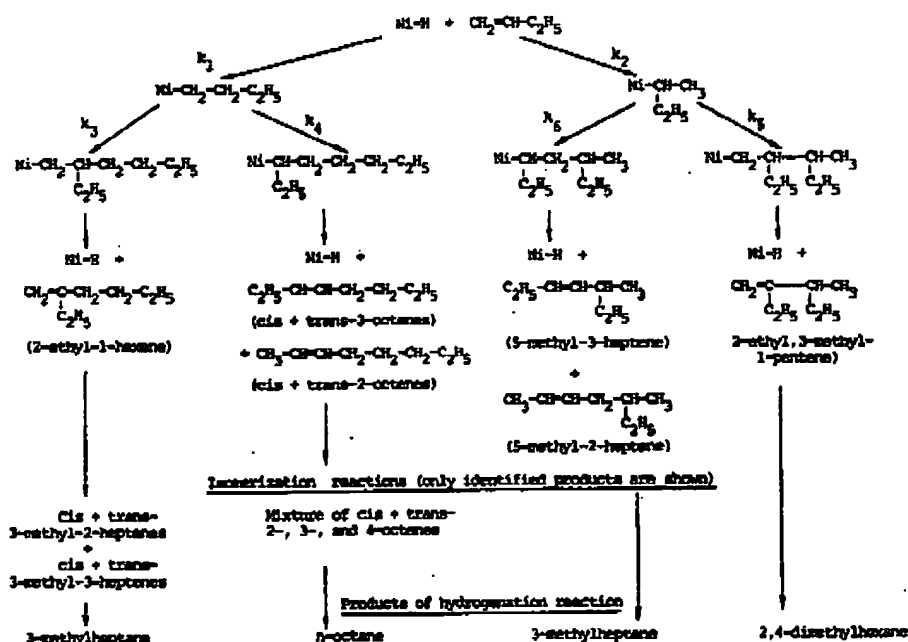 Ni-H + CH2=CH-C2H5
k1
k2
Ni-CH2-CH2-C2H5
Ni-CH-CH3
C2H5
k3
k4
k6
k5
Ni-CH2-CH-CH2-CH2-C2H5
C2H5
Ni-CH-CH2-CH2-CH2-C2H5
C2H5
Ni-CH-CH2-CH-CH3
C2H5 C2H5
Ni-CH2-CH-CH-CH3
C2H5 C2H5
Ni-H +
Ni-H +
Ni-H +
Ni-H +
CH2=C-CH2-CH2-C2H5
C2H5
(2-ethyl-1-hexene)
C2H5-CH=CH-CH2-CH2-C2H5
(cis + trans-3-octenes)
+ CH3-CH=CH-CH2-CH2-CH2-C2H5
(cis + trans-2-octenes)
C2H5-CH=CH-CH-CH3
C2H5
(5-methyl-3-heptene)
+
CH3-CH=CH-CH2-CH-CH3
C2H5
(5-methyl-2-heptene)
CH2=C-CH-CH3
C2H5 C2H5
2-ethyl,3-methyl-
1-pentene)
Isomerization reactions (only identified products are shown)
Cis + trans-
3-methyl-2-heptenes
+
cis + trans-
3-methyl-3-heptenes
Mixture of cis + trans-
2-, 3-, and 4-octenes
Products of hydrogenation reaction
3-methylheptane
n-octane
3-methylheptane
2,4-dimethylhexane